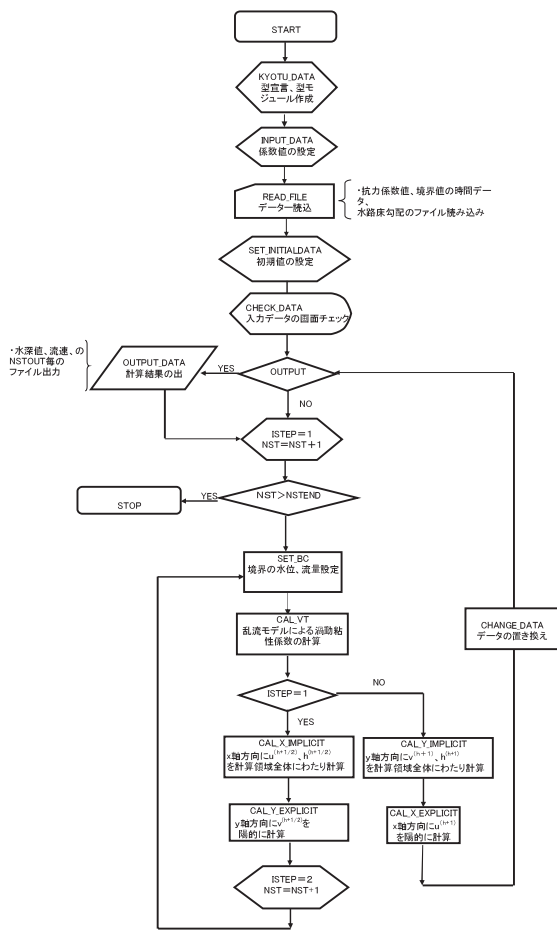 START
KYOTU_DATA
型宣言、型モ
ジュール作成
INPUT_DATA
係数値の設定
READ_FILE
データー読込
・抗力係数値、境界値の時間デー
タ、
水路床勾配のファイル読み込み
SET_INITIALDATA
初期値の設定
CHECK_DATA
入力データの画面チェック
・水深値、流速、の
NSTOUT毎の
ファイル出力
OUTPUT_DATA
計算結果の出
YES
OUTPUT
NO
ISTEP=1
NST=NST+1
STOP
YES
NST>NSTEND
SET_BC
境界の水位、流量設定
CAL_VT
乱流モデルによる渦動粘
性係数の計算
CHANGE_DATA
データの置き換え
ISTEP=1
NO
YES
CAL_X_IMPLICIT
x軸方向にu^(h+1/2)、h^(h+1/2)
を計算領域全体にわたり計算
CAL_Y_IMPLICIT
y軸方向にv^(h+1)、h^(h+1)
を計算領域全体にわたり計算
CAL_Y_EXPLICIT
y軸方向にv^(h+1/2)を
陽的に計算
CAL_X_EXPLICIT
x軸方向にu^(h+1)
を陽的に計算
ISTEP=2
NST=NST+1